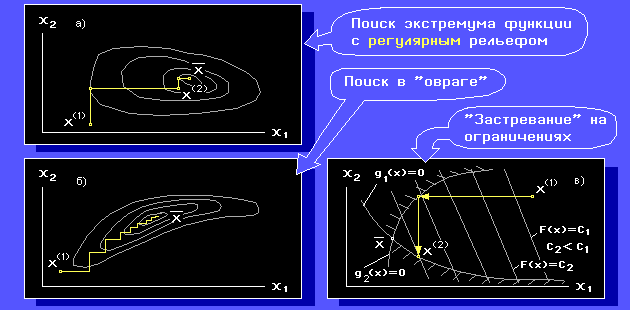 Поиск экстремума функции
с регулярным рельефом
Поиск в "овраге"
"Застревание" на
ограничениях
x₂
а)
x̄
x⁽²⁾
x⁽¹⁾
x₁
x₂
б)
x̄
x⁽¹⁾
x₁
x₂
g₁(x)=0
в)
x⁽¹⁾
F(x)=C₁
C₂<C₁
x̄
x⁽²⁾
F(x)=C₂
g₂(x)=0
x₁